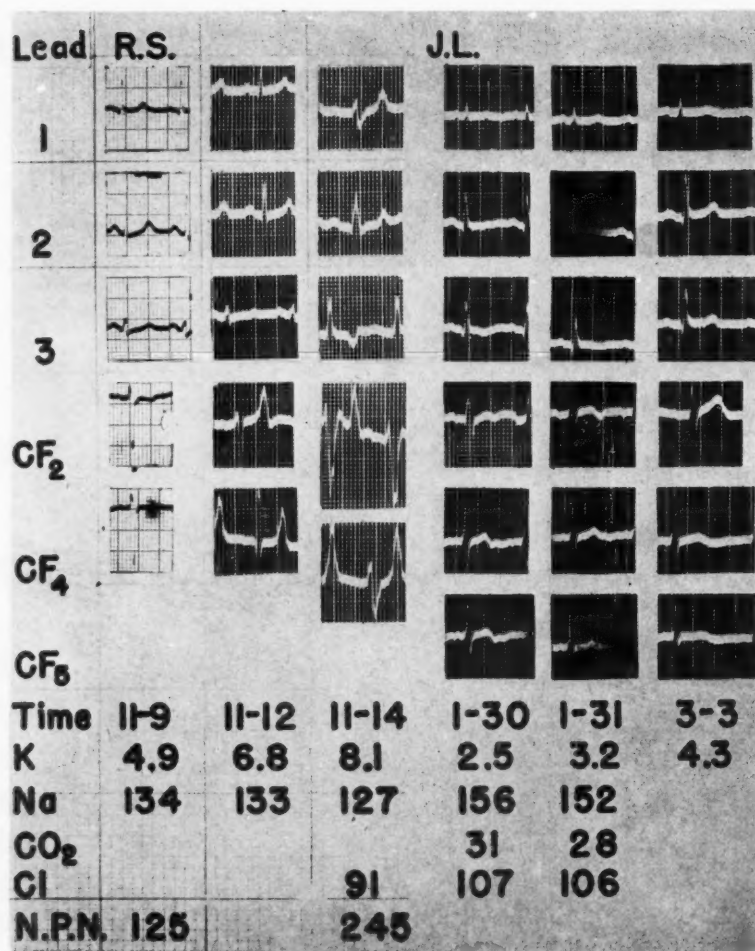 Lead R.S. J.L.
1
2
3
CF2
CF4
CF5
Time 11-9 11-12 11-14 1-30 1-31 3-3
K 4.9 6.8 8.1 2.5 3.2 4.3
Na 134 133 127 156 152
CO2 31 28
Cl 91 107 106
N.P.N. 125 245